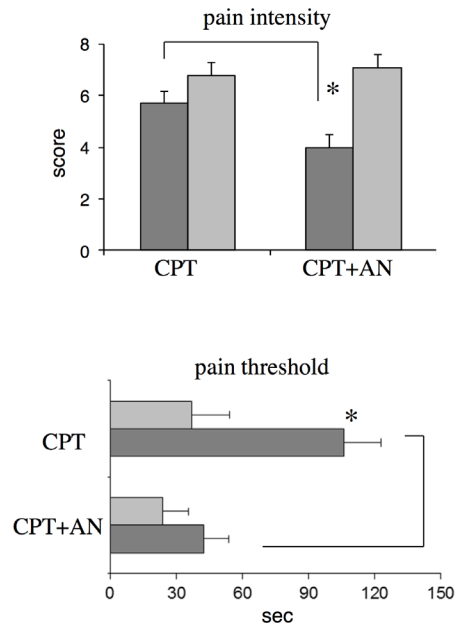 pain intensity
8
6
4
2
0
score
*
CPT CPT+AN
pain threshold
*
CPT
CPT+AN
0 30 60 90 120 150
sec